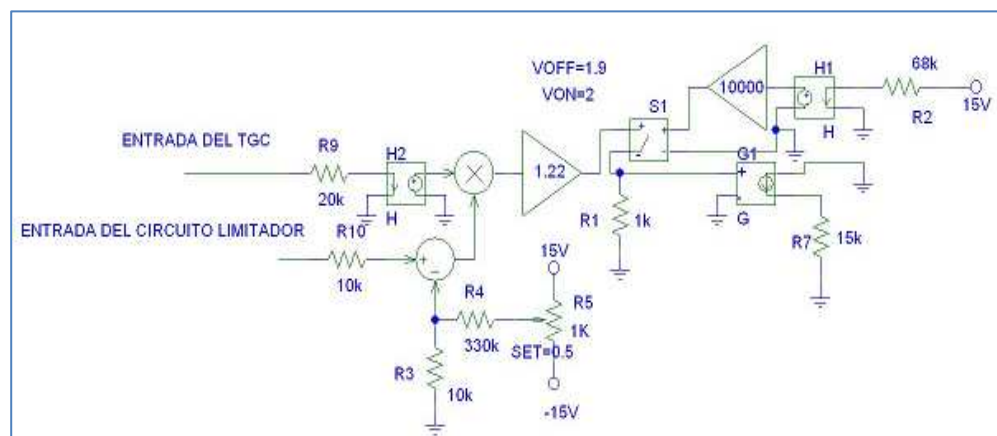 VOFF=1.9
VON=2
S1
10000
H1
H
68k
R2
15V
ENTRADA DEL TGC
R9
20k
H2
H
1.22
G1
G
R1
1k
R7
15k
ENTRADA DEL CIRCUITO LIMITADOR
R10
10k
R4
330k
15V
R5
1K
SET=0.5
R3
10k
-15V